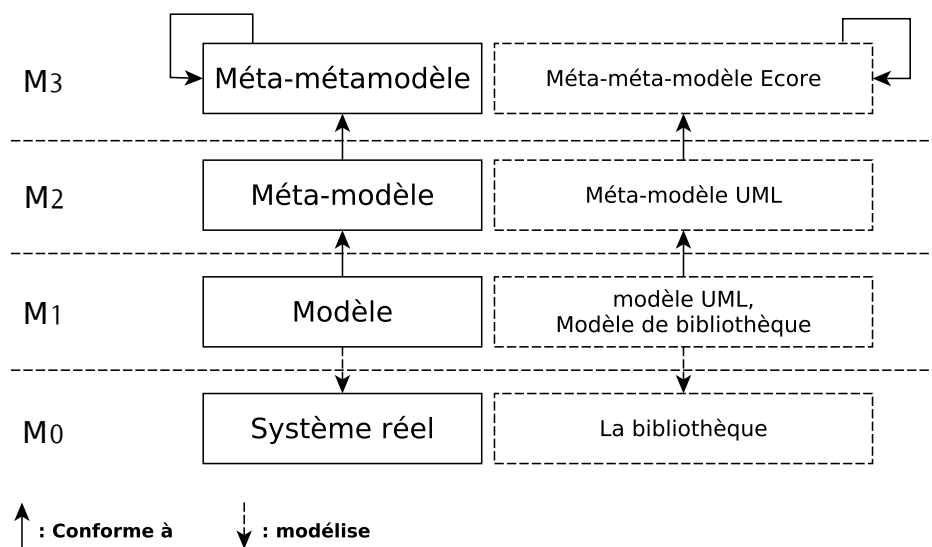 M3
Méta-métamodèle
Méta-méta-modèle Ecore
M2
Méta-modèle
Méta-modèle UML
M1
Modèle
modèle UML,
Modèle de bibliothèque
M0
Système réel
La bibliothèque
: Conforme à
: modélise